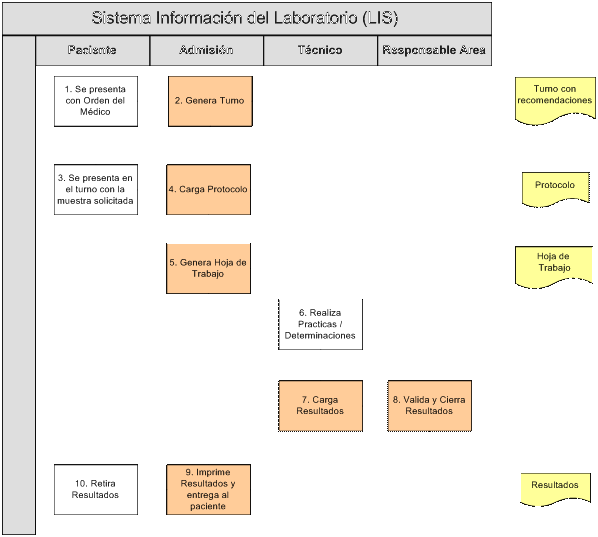 Sistema Información del Laboratorio (LIS)
Paciente
Admisión
Técnico
Responsable Area
1. Se presenta
con Orden del
Médico
2. Genera Turno
Turno con
recomendaciones
3. Se presenta en
el turno con la
muestra solicitada
4. Carga Protocolo
Protocolo
5. Genera Hoja de
Trabajo
Hoja de
Trabajo
6. Realiza
Practicas /
Determinaciones
7. Carga
Resultados
8. Valida y Cierra
Resultados
10. Retira
Resultados
9. Imprime
Resultados y
entrega al
paciente
Resultados